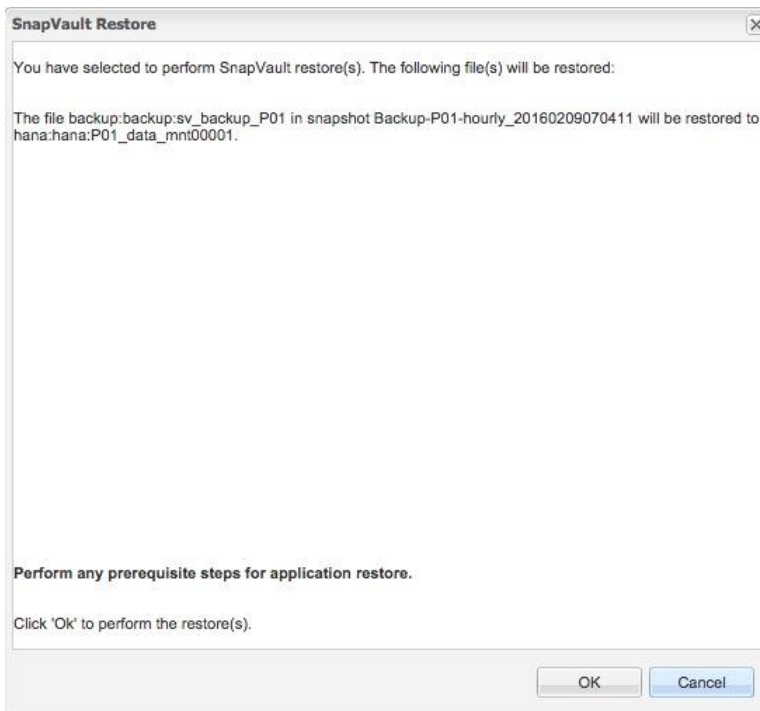 SnapVault Restore
You have selected to perform SnapVault restore(s). The following file(s) will be restored:
The file backup:backup:sv_backup_P01 in snapshot Backup-P01-hourly_20160209070411 will be restored to
hana:hana:P01_data_mnt00001.
Perform any prerequisite steps for application restore.
Click 'Ok' to perform the restore(s).
OK
Cancel